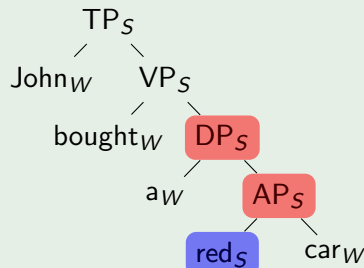 TP_S
John_W VP_S
bought_W DP_S
a_W AP_S
red_S car_W